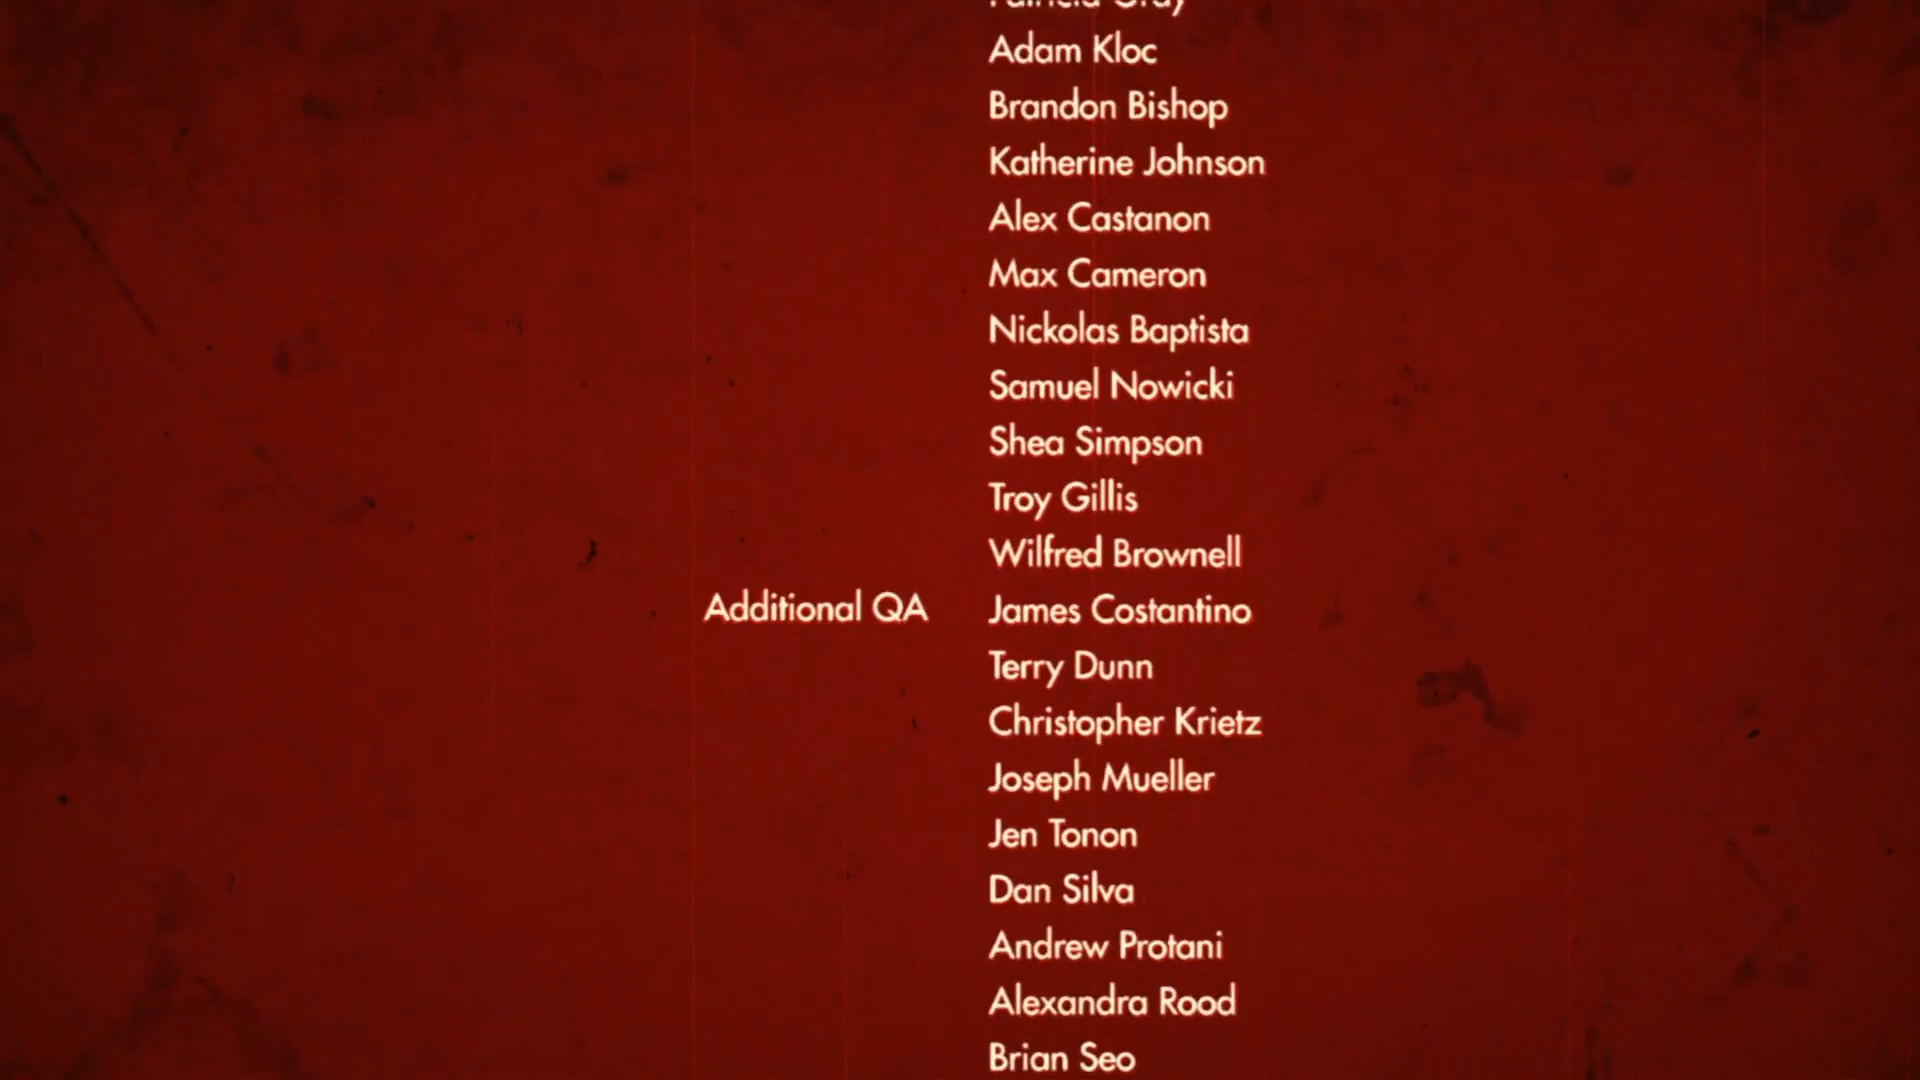 Adam Kloc
Brandon Bishop
Katherine Johnson
Alex Castanon
Max Cameron
Nickolas Baptista
Samuel Nowicki
Shea Simpson
Troy Gillis
Wilfred Brownell
Additional QA James Costantino
Terry Dunn
Christopher Krietz
Joseph Mueller
Jen Tonon
Dan Silva
Andrew Protani
Alexandra Rood
Brian Seo